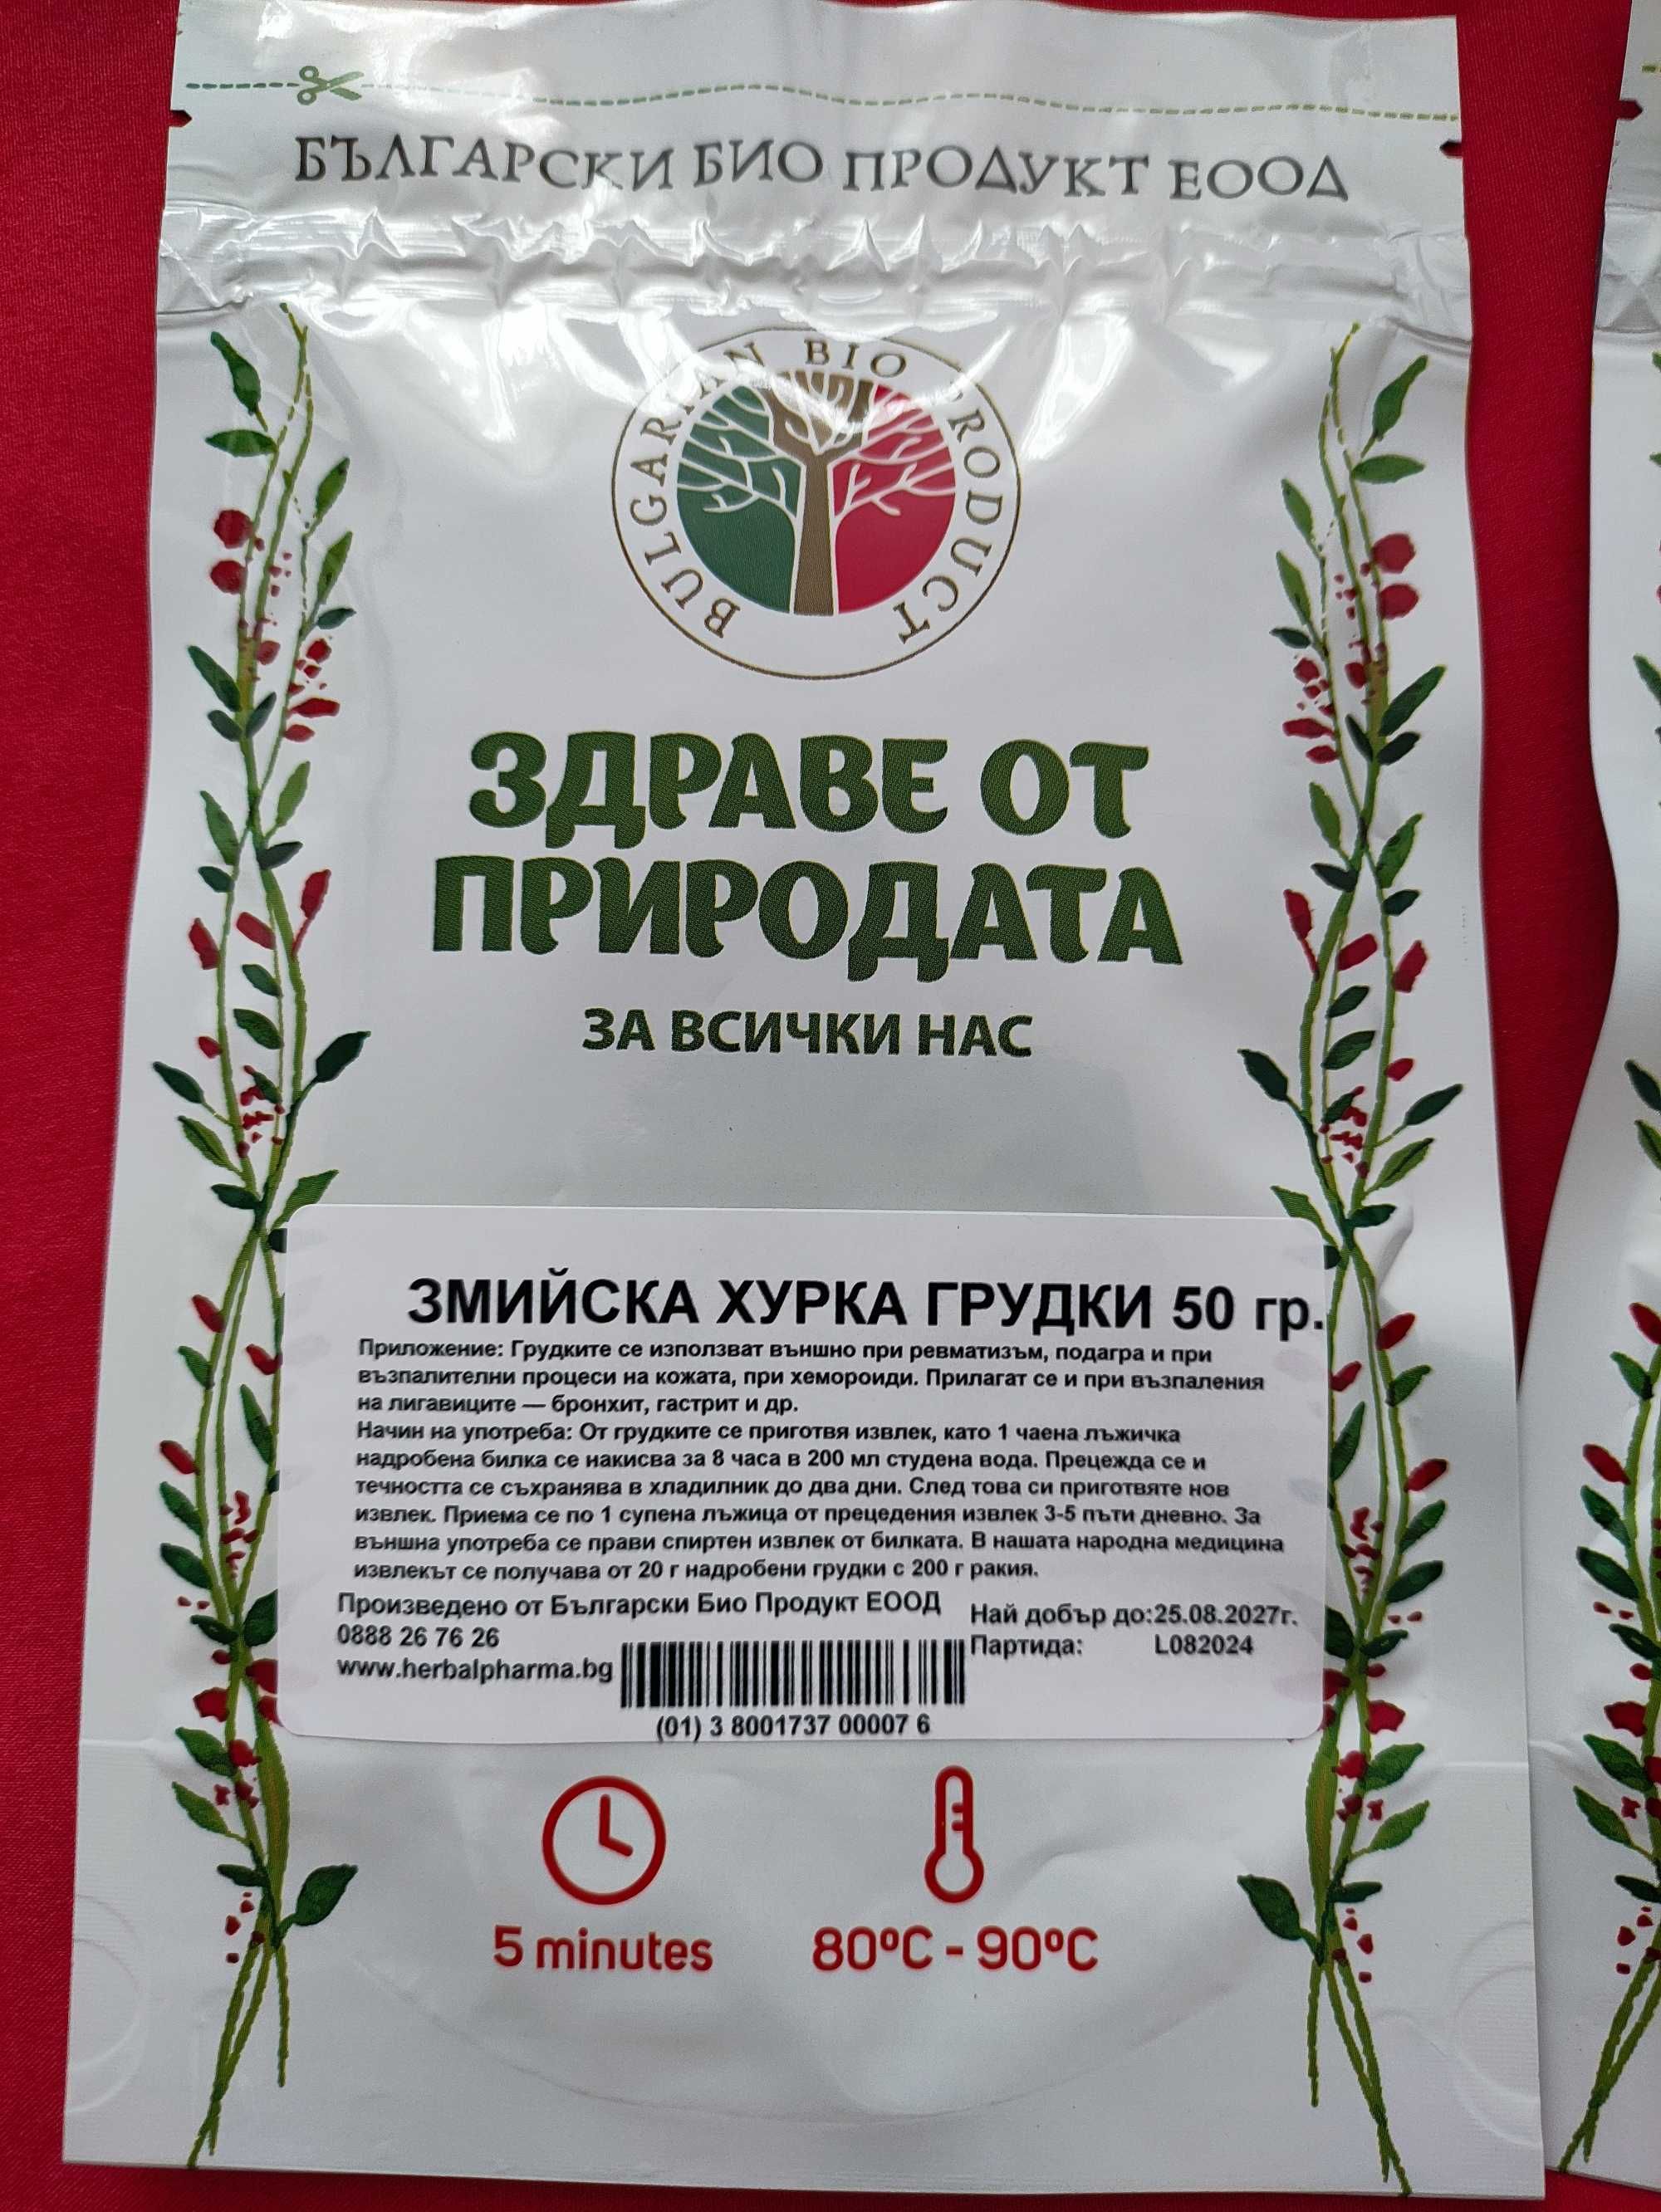 БЪЛГАРСКИ БИО ПРОДУКТ ЕООД
BULGARIAN BIO PRODUCT
ЗДРАВЕ ОТ
ПРИРОДАТА
ЗА ВСИЧКИ НАС
ЗМИЙСКА ХУРКА ГРУДКИ 50 гр.
Приложение: Грудките се използват външно при ревматизъм, подагра и при
възпалителни процеси на кожата, при хемороиди. Прилагат се и при възпаления
на лигавиците — бронхит, гастрит и др.
Начин на употреба: От грудките се приготвя извлек, като 1 чаена лъжичка
надробена билка се накисва за 8 часа в 200 мл студена вода. Прецежда се и
течността се съхранява в хладилник до два дни. След това си приготвяте нов
извлек. Приема се по 1 супена лъжица от прецедения извлек 3-5 пъти дневно. За
външна употреба се прави спиртен извлек от билката. В нашата народна медицина
извлекът се получава от 20 г надробени грудки с 200 г ракия.
Произведено от Български Био Продукт ЕООД
0888 26 76 26
www.herbalpharma.bg
Най добър до:25.08.2027г.
Партида: L082024
(01) 3 8001737 00007 6
5 minutes
80ºC - 90ºC